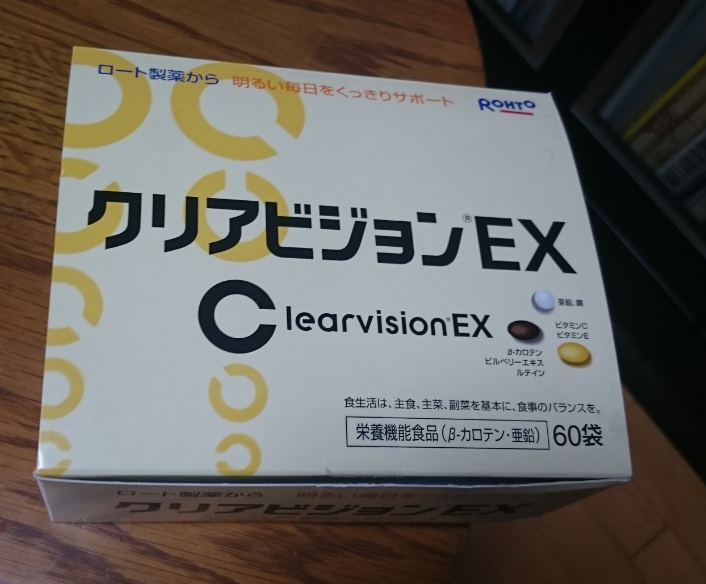 ロート製薬から 明るい毎日をくっきりサポート
ROHTO
クリアビジョン®EX
Clearvision®EX
亜鉛、銅
ビタミンC
ビタミンE
β-カロテン
ビルベリーエキス
ルテイン
食生活は、主食、主菜、副菜を基本に、食事のバランスを。
栄養機能食品(β-カロテン・亜鉛) 60袋
ロート製薬から 明るい毎日をくっきりサポート
クリアビジョン EX